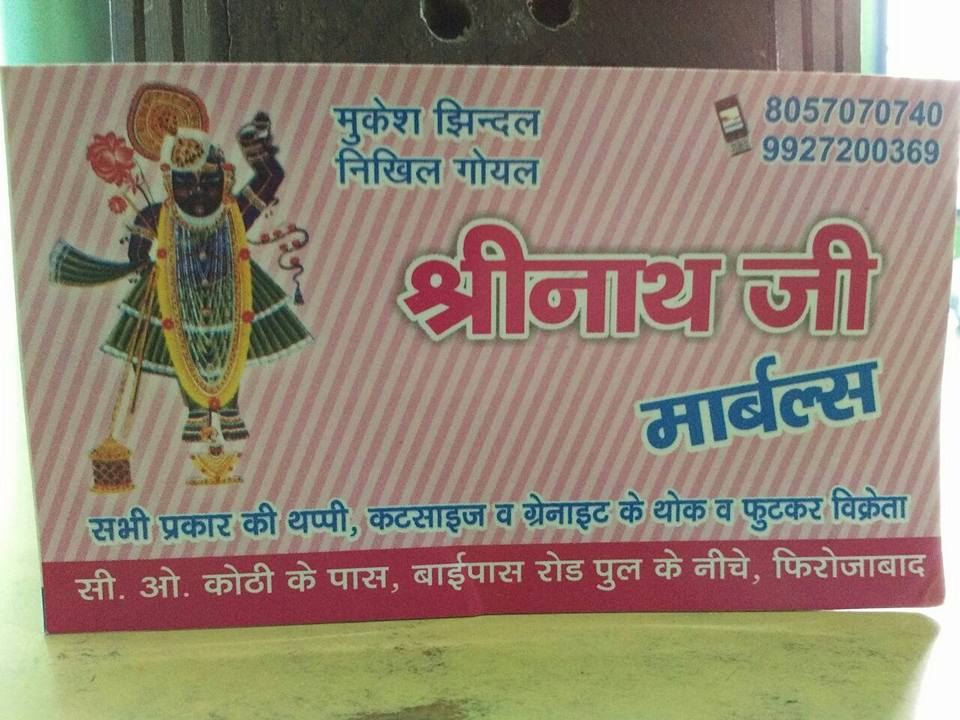 मुकेश झिन्दल
निखिल गोयल
8057070740
9927200369
श्रीनाथ जी
मार्बल्स
सभी प्रकार की थप्पी, कटसाइज व ग्रेनाइट के थोक व फुटकर विक्रेता
सी. ओ. कोठी के पास, बाईपास रोड पुल के नीचे, फिरोजाबाद